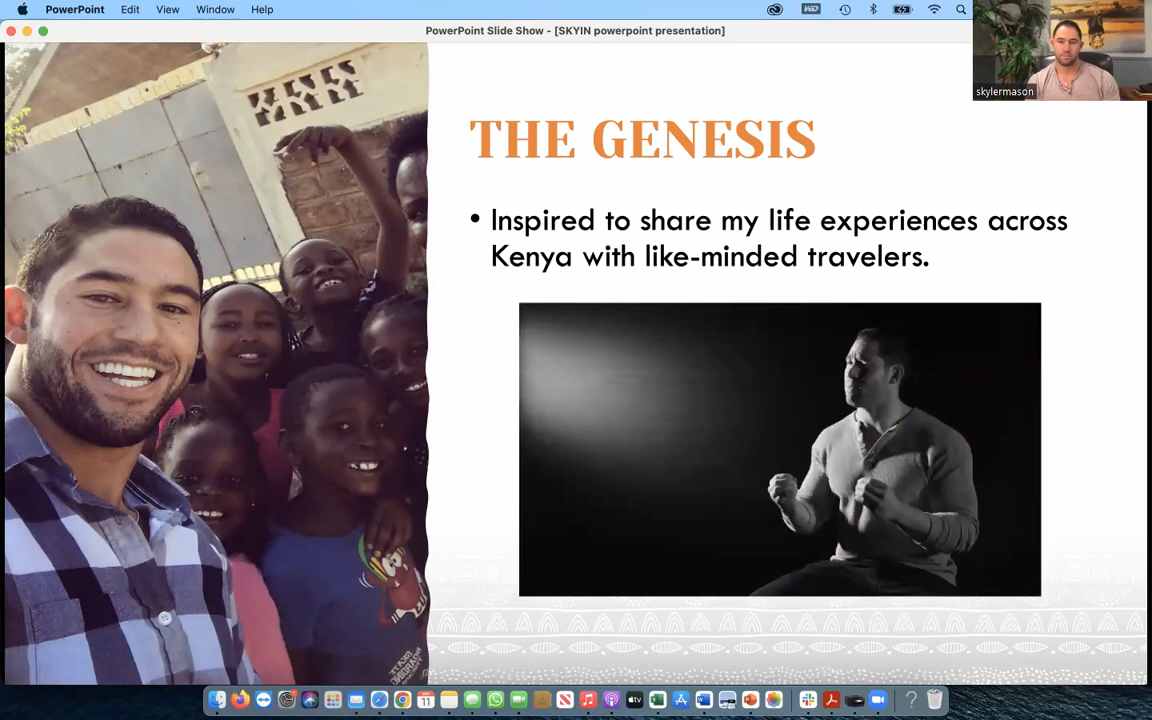 PowerPoint Edit View Window Help
PowerPoint Slide Show - [SKYIN powerpoint presentation]
skylermason
THE GENESIS
• Inspired to share my life experiences across
Kenya with like-minded travelers.
11